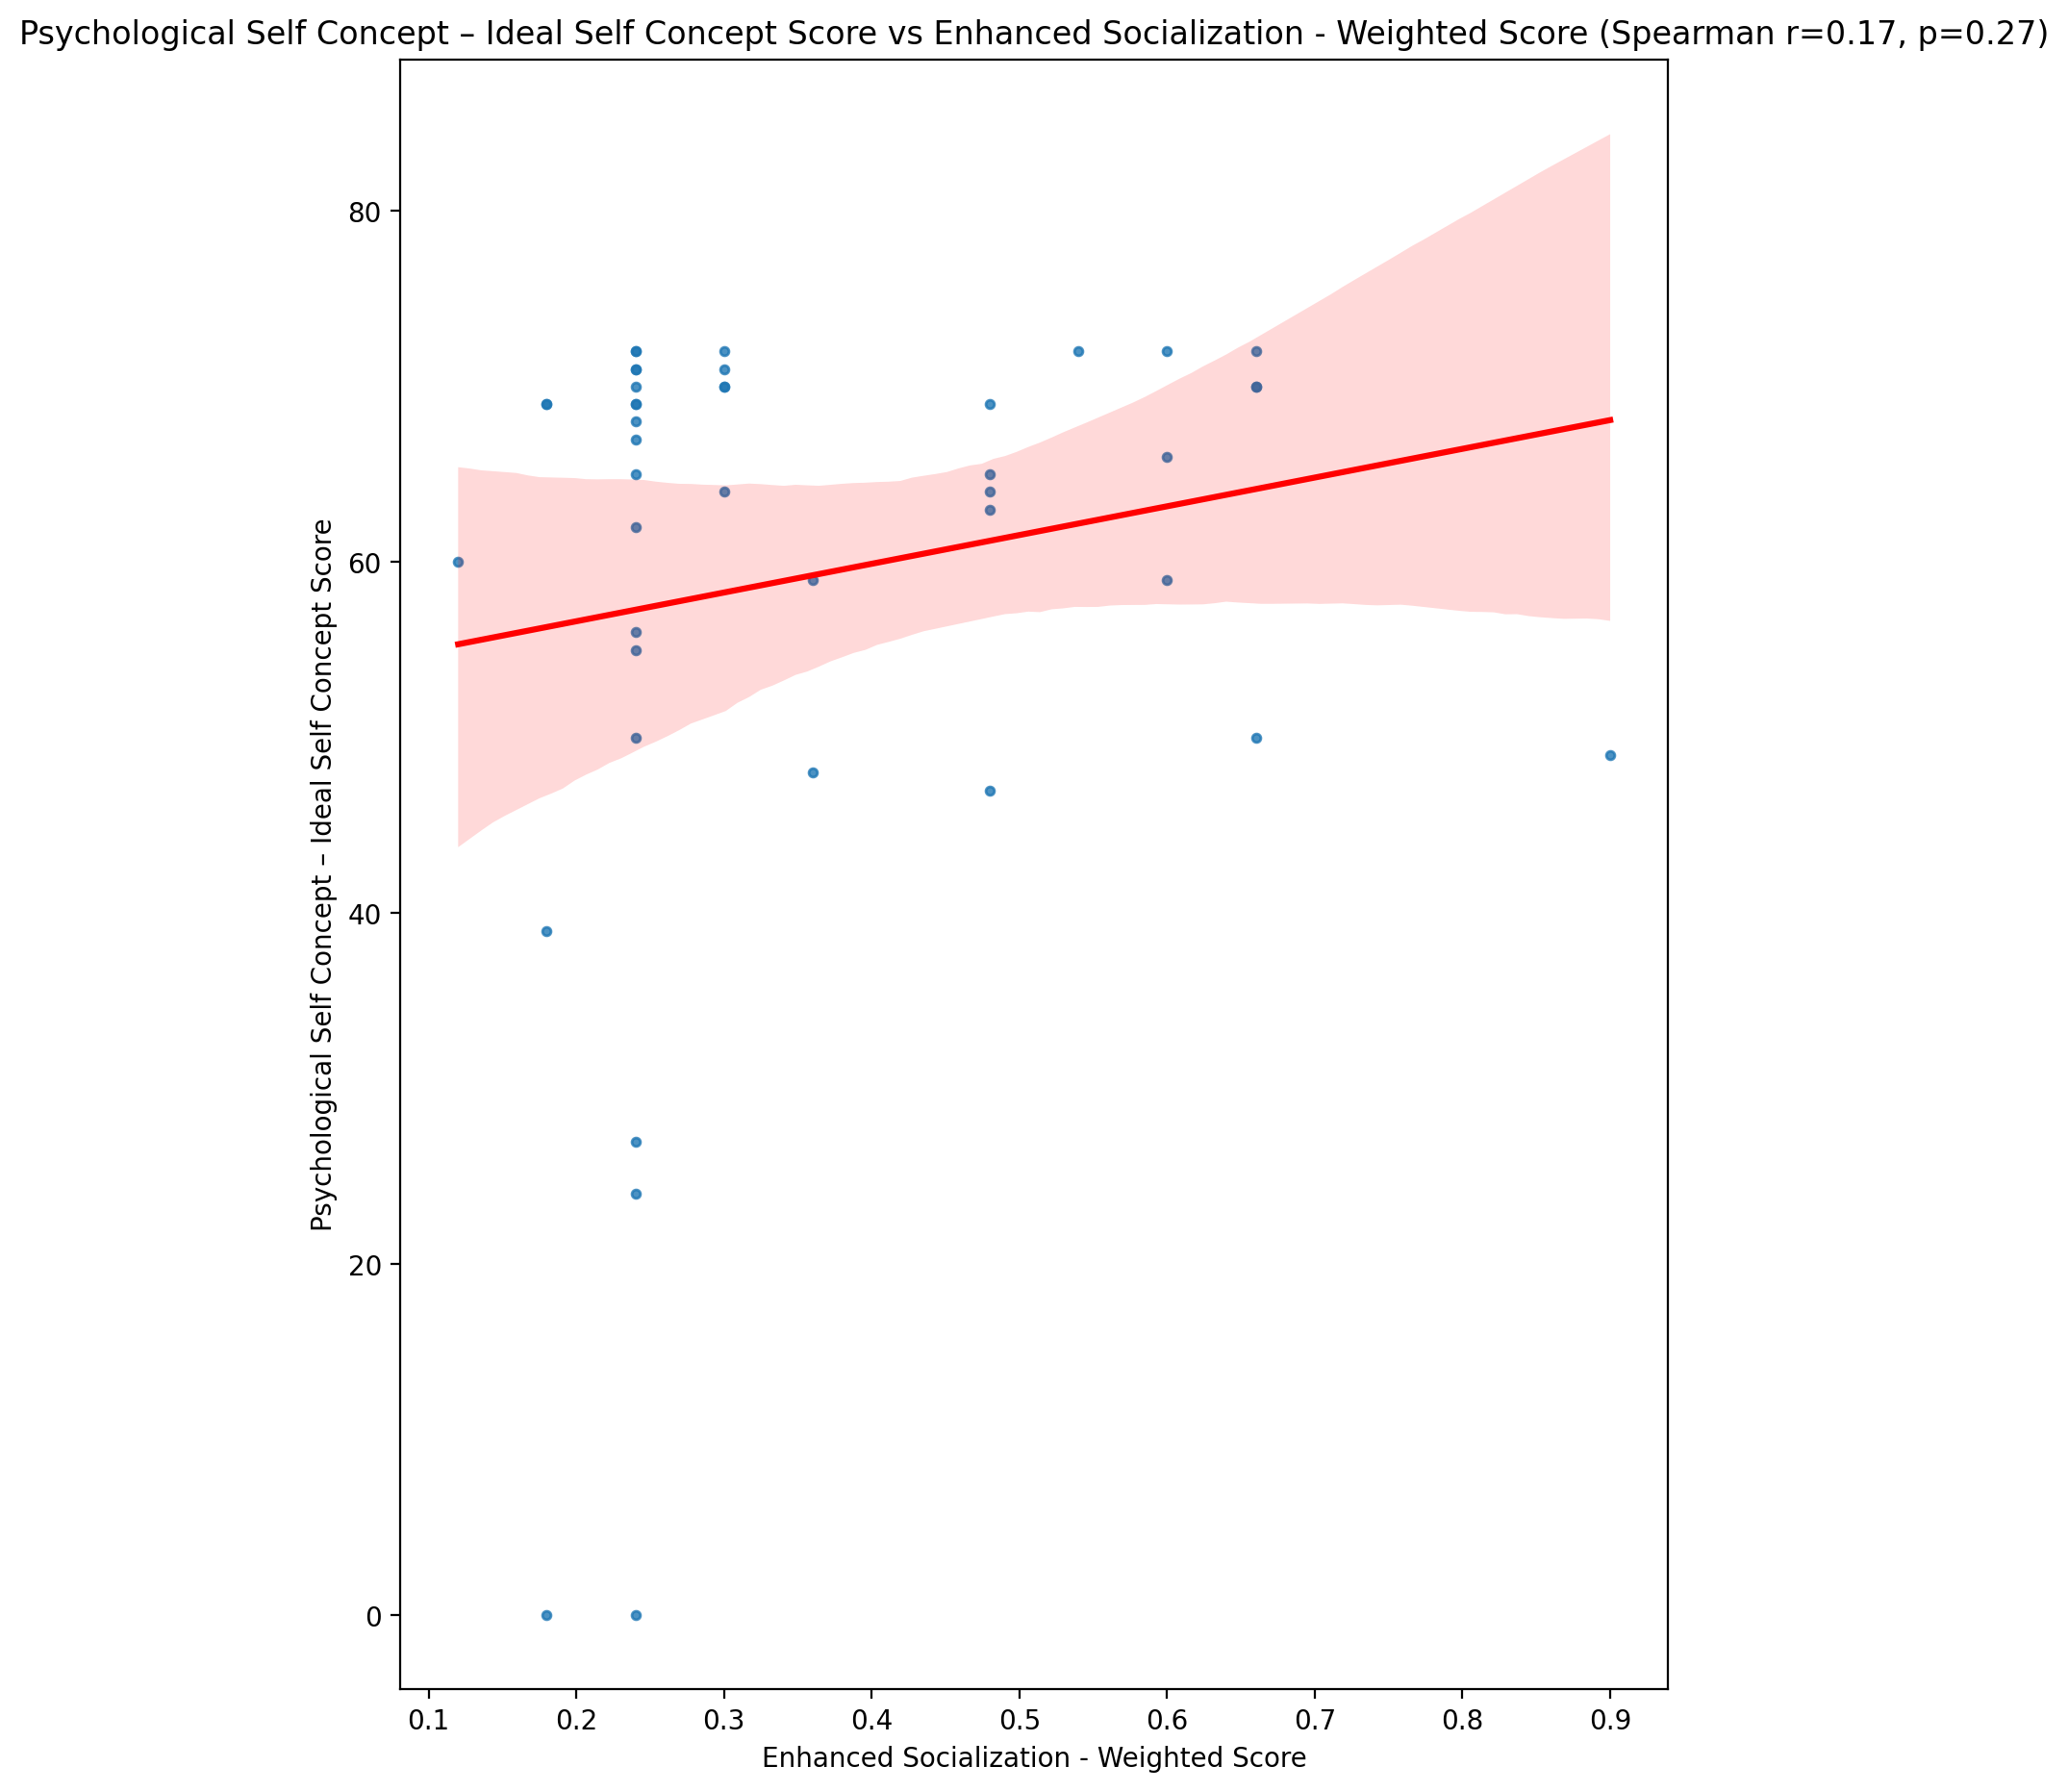 Psychological Self Concept – Ideal Self Concept Score vs Enhanced Socialization - Weighted Score (Spearman r=0.17, p=0.27)
80
60
40
20
0
Psychological Self Concept – Ideal Self Concept Score
0.1 0.2 0.3 0.4 0.5 0.6 0.7 0.8 0.9
Enhanced Socialization - Weighted Score